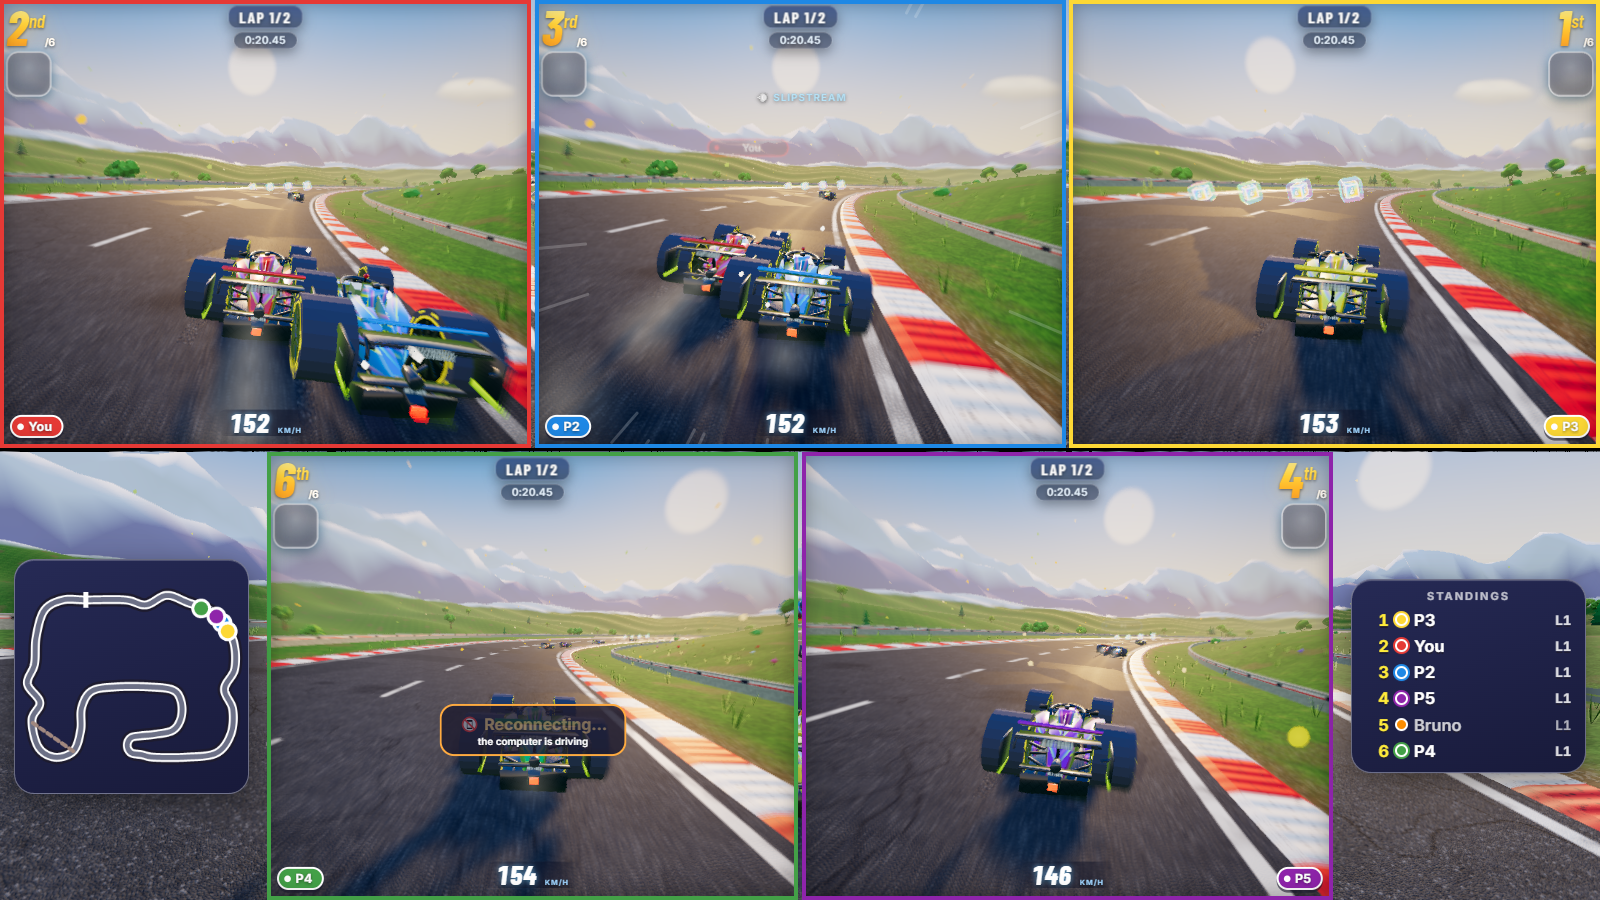 2nd /6
LAP 1/2
0:20.45
152 KM/H
You
3rd /6
LAP 1/2
0:20.45
SLIPSTREAM
You
152 KM/H
P2
1st /6
LAP 1/2
0:20.45
153 KM/H
P3
6th /6
LAP 1/2
0:20.45
Reconnecting...
the computer is driving
154 KM/H
P4
4th /6
LAP 1/2
0:20.45
146 KM/H
P5
STANDINGS
1 P3 L1
2 You L1
3 P2 L1
4 P5 L1
5 Bruno L1
6 P4 L1